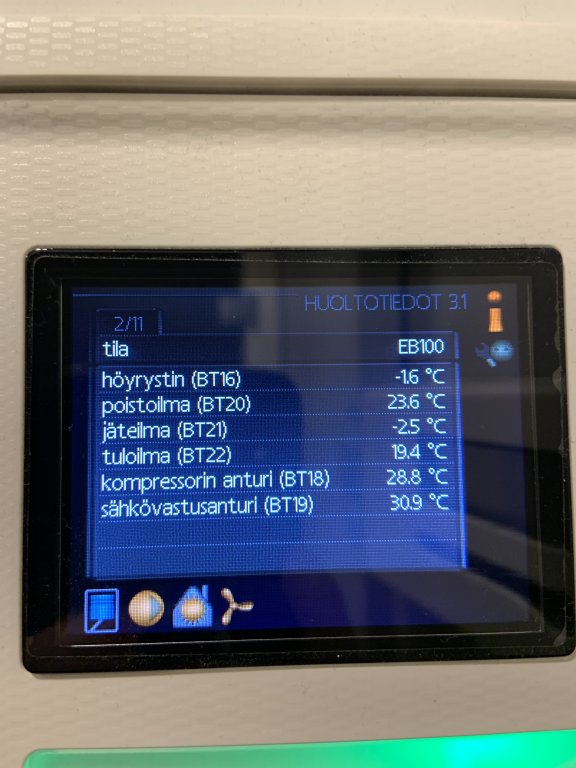 HUOLTOTIEDOT 3.1
2/11
tila EB100
höyrystin (BT16) -1.6 °C
poistoilma (BT20) 23.6 °C
jäteilma (BT21) -2.5 °C
tuloilma (BT22) 19.4 °C
kompressorin anturi (BT18) 28.8 °C
sähkövastusanturi (BT19) 30.9 °C